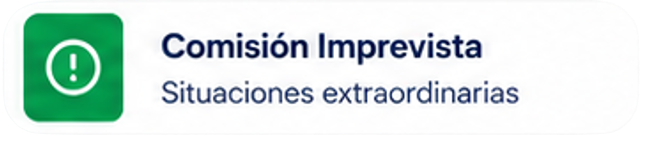 Comisión Imprevista
Situaciones extraordinarias